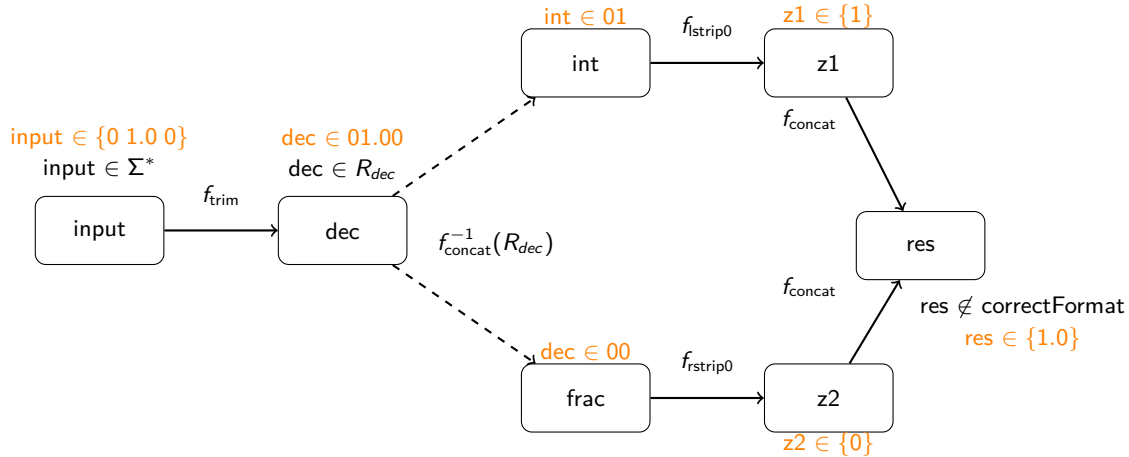 input ∈ {0 1.0 0}
input ∈ Σ*
input
f_trim
dec ∈ 01.00
dec ∈ R_dec
dec
f_concat^{-1}(R_dec)
int ∈ 01
int
f_lstrip0
z1 ∈ {1}
z1
f_concat
dec ∈ 00
frac
f_rstrip0
z2
z2 ∈ {0}
f_concat
res
res ∉ correctFormat
res ∈ {1.0}